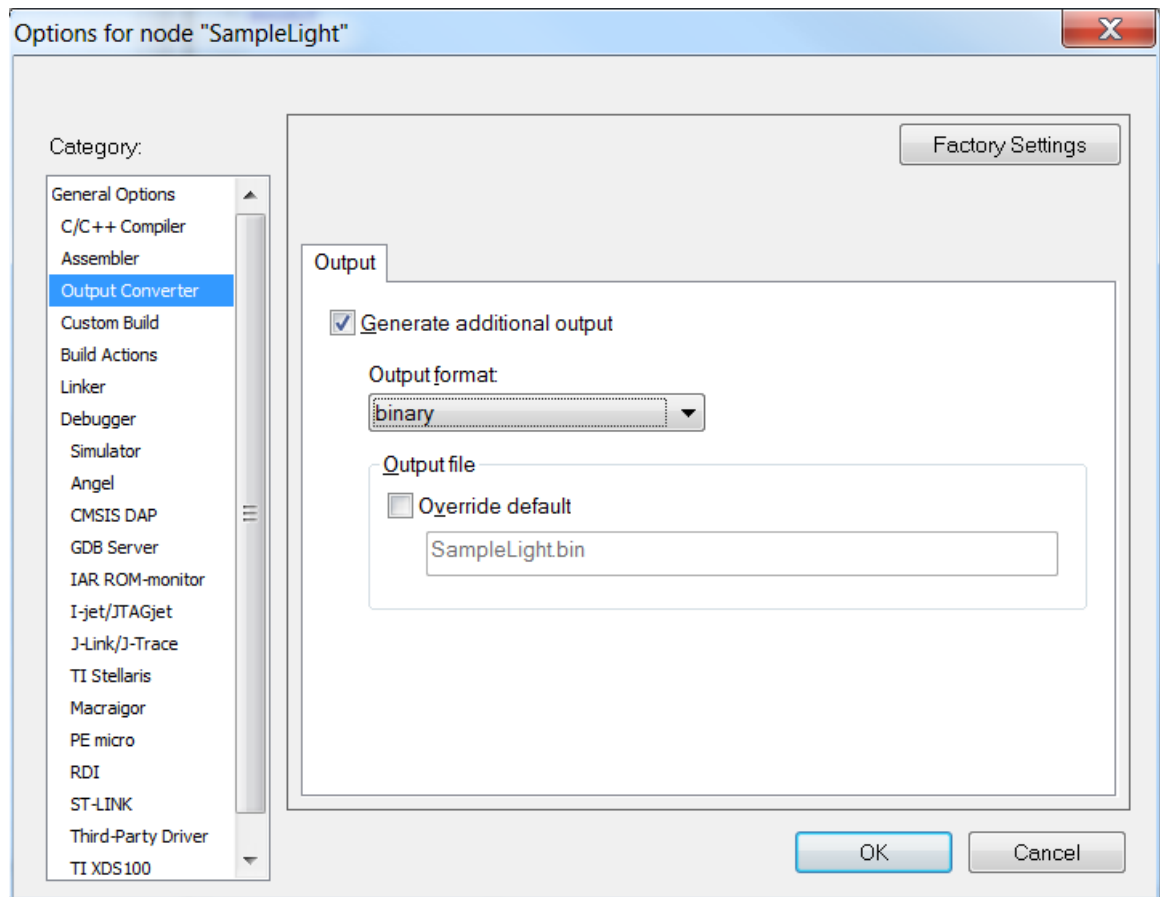 Options for node "SampleLight"
Category:
Factory Settings
General Options
C/C++ Compiler
Assembler
Output Converter
Custom Build
Build Actions
Linker
Debugger
Simulator
Angel
CMSIS DAP
GDB Server
IAR ROM-monitor
I-jet/JTAGjet
J-Link/J-Trace
TI Stellaris
Macraigor
PE micro
RDI
ST-LINK
Third-Party Driver
TI XDS100
Output
Generate additional output
Output format:
binary
Output file
Override default
SampleLight.bin
OK
Cancel